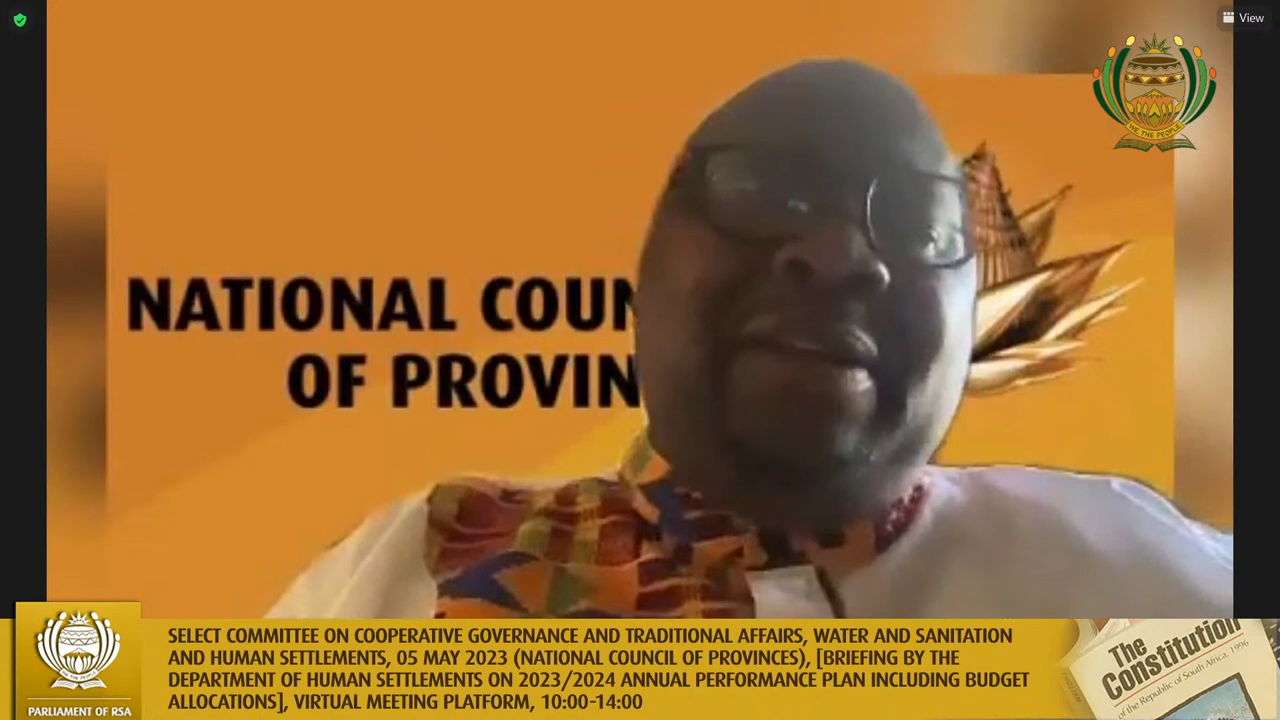 View
WE THE PEOPLE
NATIONAL COUN
OF PROVIN
SELECT COMMITTEE ON COOPERATIVE GOVERNANCE AND TRADITIONAL AFFAIRS, WATER AND SANITATION
AND HUMAN SETTLEMENTS, 05 MAY 2023 (NATIONAL COUNCIL OF PROVINCES), [BRIEFING BY THE
DEPARTMENT OF HUMAN SETTLEMENTS ON 2023/2024 ANNUAL PERFORMANCE PLAN INCLUDING BUDGET
ALLOCATIONS], VIRTUAL MEETING PLATFORM, 10:00-14:00
PARLIAMENT OF RSA
The
Constitution
of the Republic of South Africa, 1996